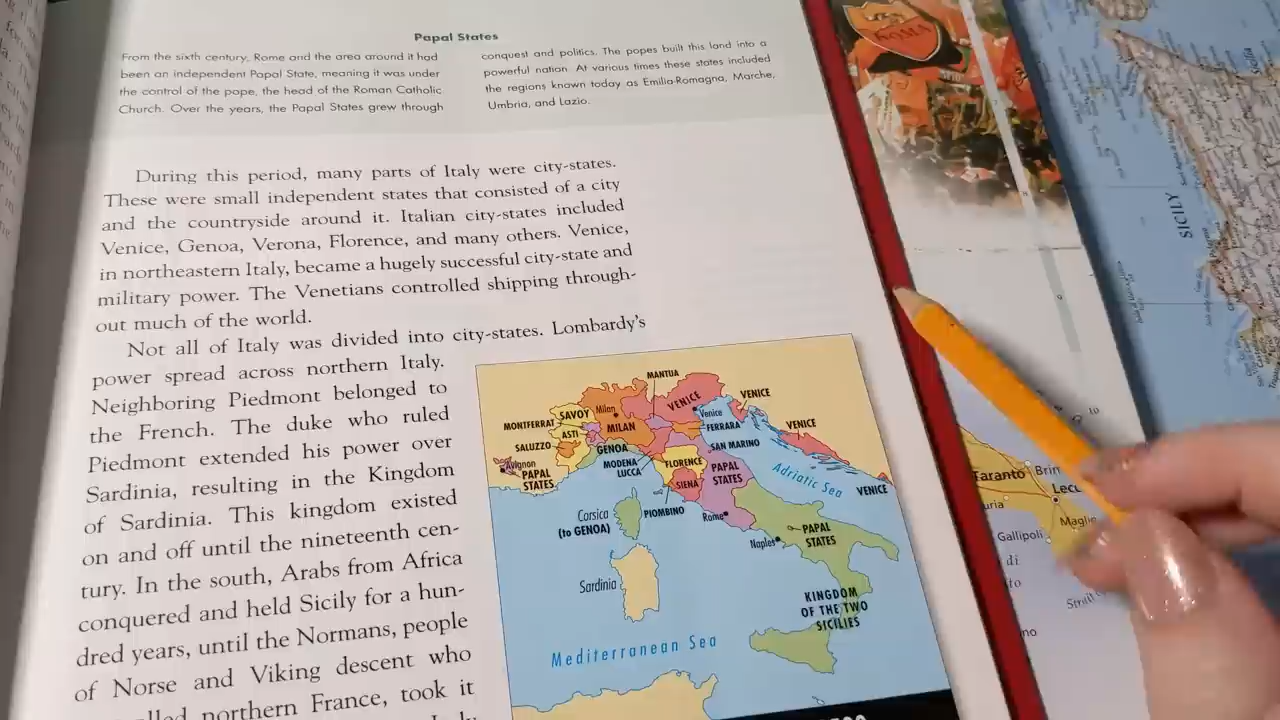 Papal States
From the sixth century, Rome and the area around it had
been an independent Papal State, meaning it was under
the control of the pope, the head of the Roman Catholic
Church. Over the years, the Papal States grew through
conquest and politics. The popes built this land into a
powerful nation. At various times these states included
the regions known today as Emilia-Romagna, Marche,
Umbria, and Lazio.
During this period, many parts of Italy were city-states.
These were small independent states that consisted of a city
and the countryside around it. Italian city-states included
Venice, Genoa, Verona, Florence, and many others. Venice,
in northeastern Italy, became a hugely successful city-state and
military power. The Venetians controlled shipping through-
out much of the world.
Not all of Italy was divided into city-states. Lombardy's
power spread across northern Italy.
Neighboring Piedmont belonged to
the French. The duke who ruled
Piedmont extended his power over
Sardinia, resulting in the Kingdom
of Sardinia. This kingdom existed
on and off until the nineteenth cen-
tury. In the south, Arabs from Africa
conquered and held Sicily for a hun-
dred years, until the Normans, people
of Norse and Viking descent who
northern France, took it
MANTUA
VENICE
VENICE
SAVOY
Milan
Venice
MONTFERRAT
MILAN
FERRARA
VENICE
ASTI
SALUZZO
GENOA
SAN MARINO
Avignon
MODENA
LUCCA
FLORENCE
PAPAL
STATES
PAPAL
STATES
SIENA
Adriatic Sea
VENICE
Corsica
(to GENOA)
PIOMBINO
Rome
Naples
PAPAL
STATES
Sardinia
KINGDOM
OF THE TWO
SICILIES
Mediterranean Sea
ROMA
SICILY
Taranto
Brin
Lecc
Maglie
Gallipoli